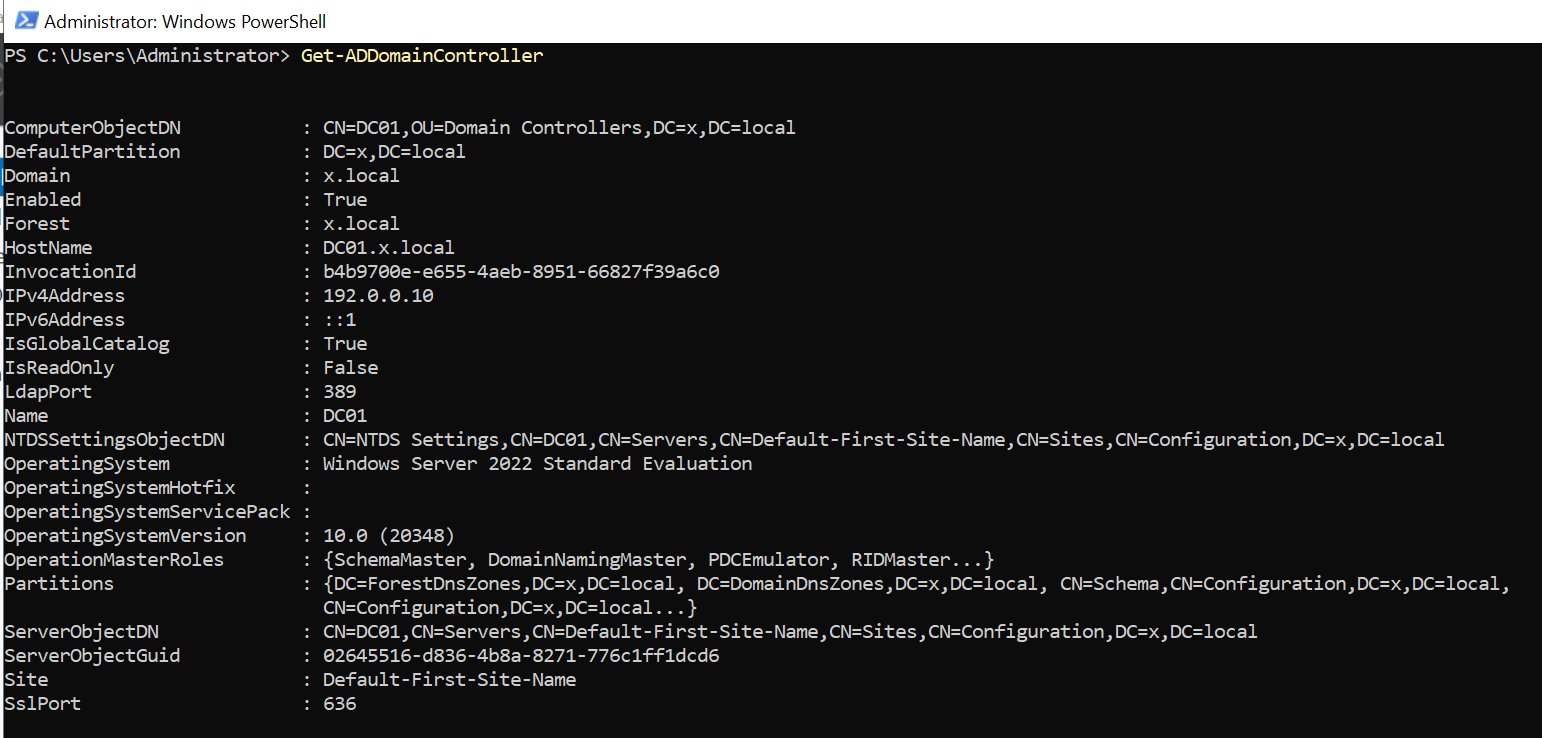 Administrator: Windows PowerShell
PS C:\Users\Administrator> Get-ADDomainController
ComputerObjectDN : CN=DC01,OU=Domain Controllers,DC=x,DC=local
DefaultPartition : DC=x,DC=local
Domain : x.local
Enabled : True
Forest : x.local
HostName : DC01.x.local
InvocationId : b4b9700e-e655-4aeb-8951-66827f39a6c0
IPv4Address : 192.0.0.10
IPv6Address : ::1
IsGlobalCatalog : True
IsReadOnly : False
LdapPort : 389
Name : DC01
NTDSSettingsObjectDN : CN=NTDS Settings,CN=DC01,CN=Servers,CN=Default-First-Site-Name,CN=Sites,CN=Configuration,DC=x,DC=local
OperatingSystem : Windows Server 2022 Standard Evaluation
OperatingSystemHotfix :
OperatingSystemServicePack :
OperatingSystemVersion : 10.0 (20348)
OperationMasterRoles : {SchemaMaster, DomainNamingMaster, PDCEmulator, RIDMaster...}
Partitions : {DC=ForestDnsZones,DC=x,DC=local, DC=DomainDnsZones,DC=x,DC=local, CN=Schema,CN=Configuration,DC=x,DC=local,
CN=Configuration,DC=x,DC=local...}
ServerObjectDN : CN=DC01,CN=Servers,CN=Default-First-Site-Name,CN=Sites,CN=Configuration,DC=x,DC=local
ServerObjectGuid : 02645516-d836-4b8a-8271-776c1ff1dcd6
Site : Default-First-Site-Name
SslPort : 636